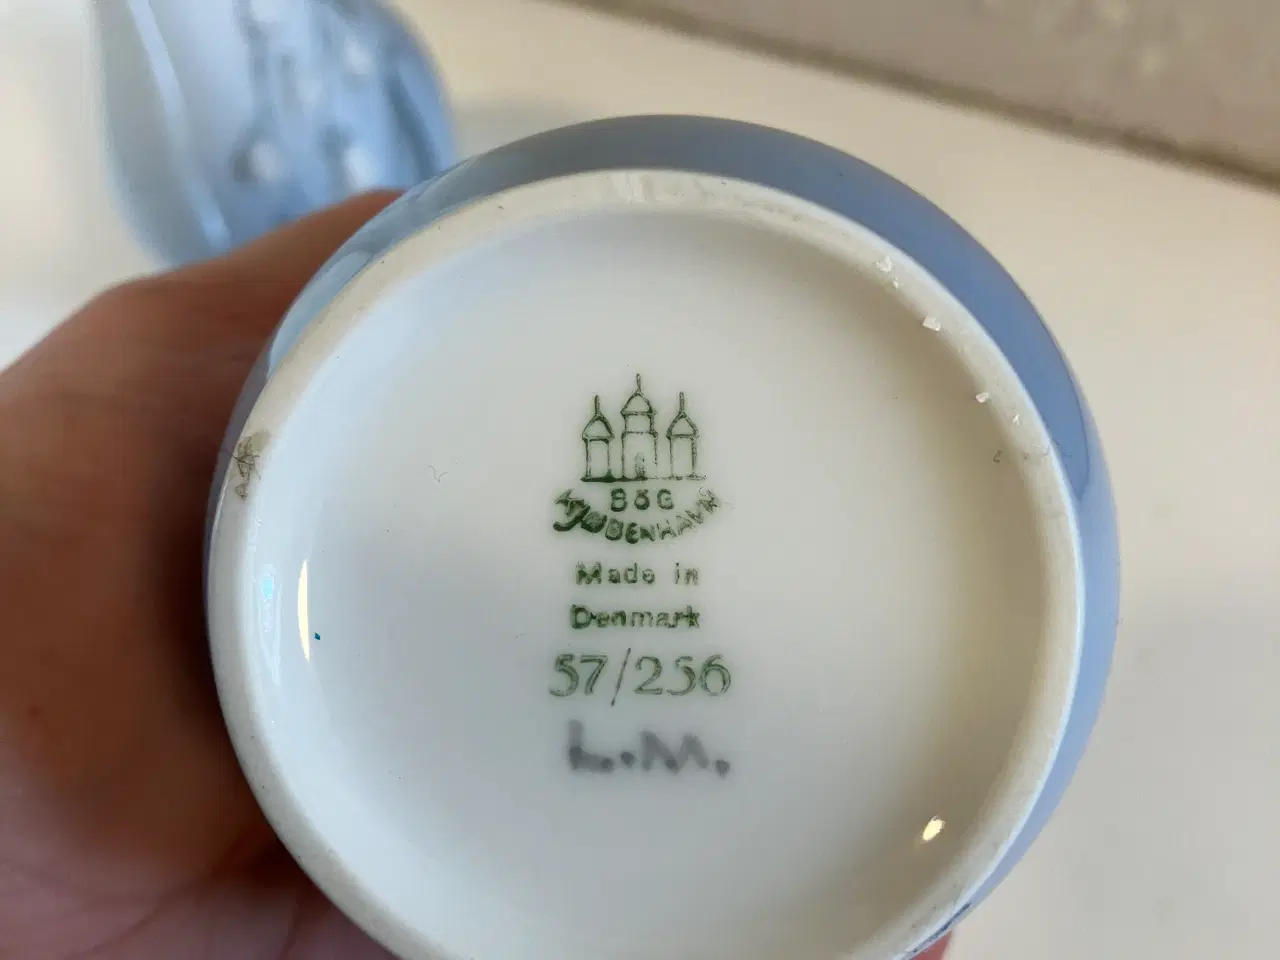 B&G
KJØBENHAVN
Made in
Denmark
57/256
L.M.